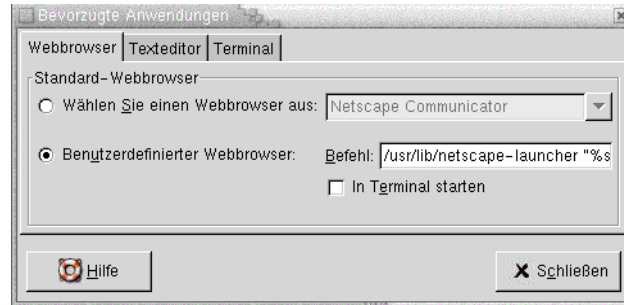 Bevorzugte Anwendungen
Webbrowser Texteditor Terminal
Standard-Webbrowser
Wählen Sie einen Webbrowser aus: Netscape Communicator
Benutzerdefinierter Webbrowser: Befehl: /usr/lib/netscape-launcher "%s
In Terminal starten
Hilfe Schließen